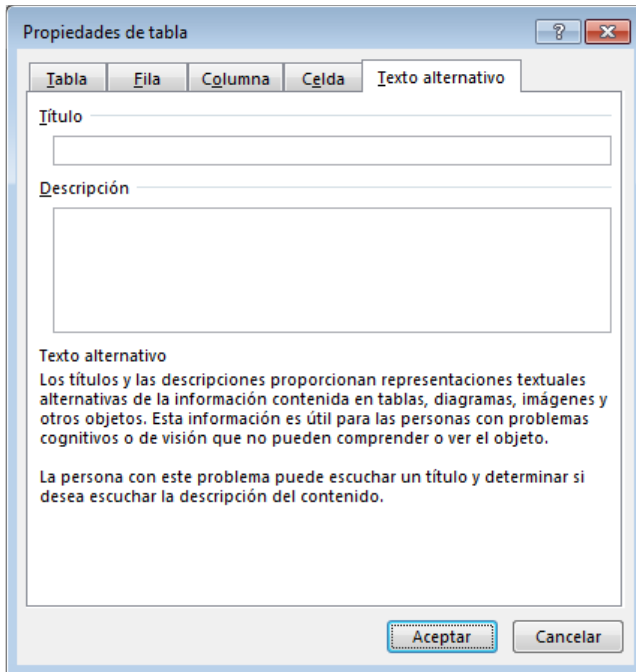 Propiedades de tabla
Tabla Fila Columna Celda Texto alternativo
Título
Descripción
Texto alternativo
Los títulos y las descripciones proporcionan representaciones textuales
alternativas de la información contenida en tablas, diagramas, imágenes y
otros objetos. Esta información es útil para las personas con problemas
cognitivos o de visión que no pueden comprender o ver el objeto.
La persona con este problema puede escuchar un título y determinar si
desea escuchar la descripción del contenido.
Aceptar Cancelar